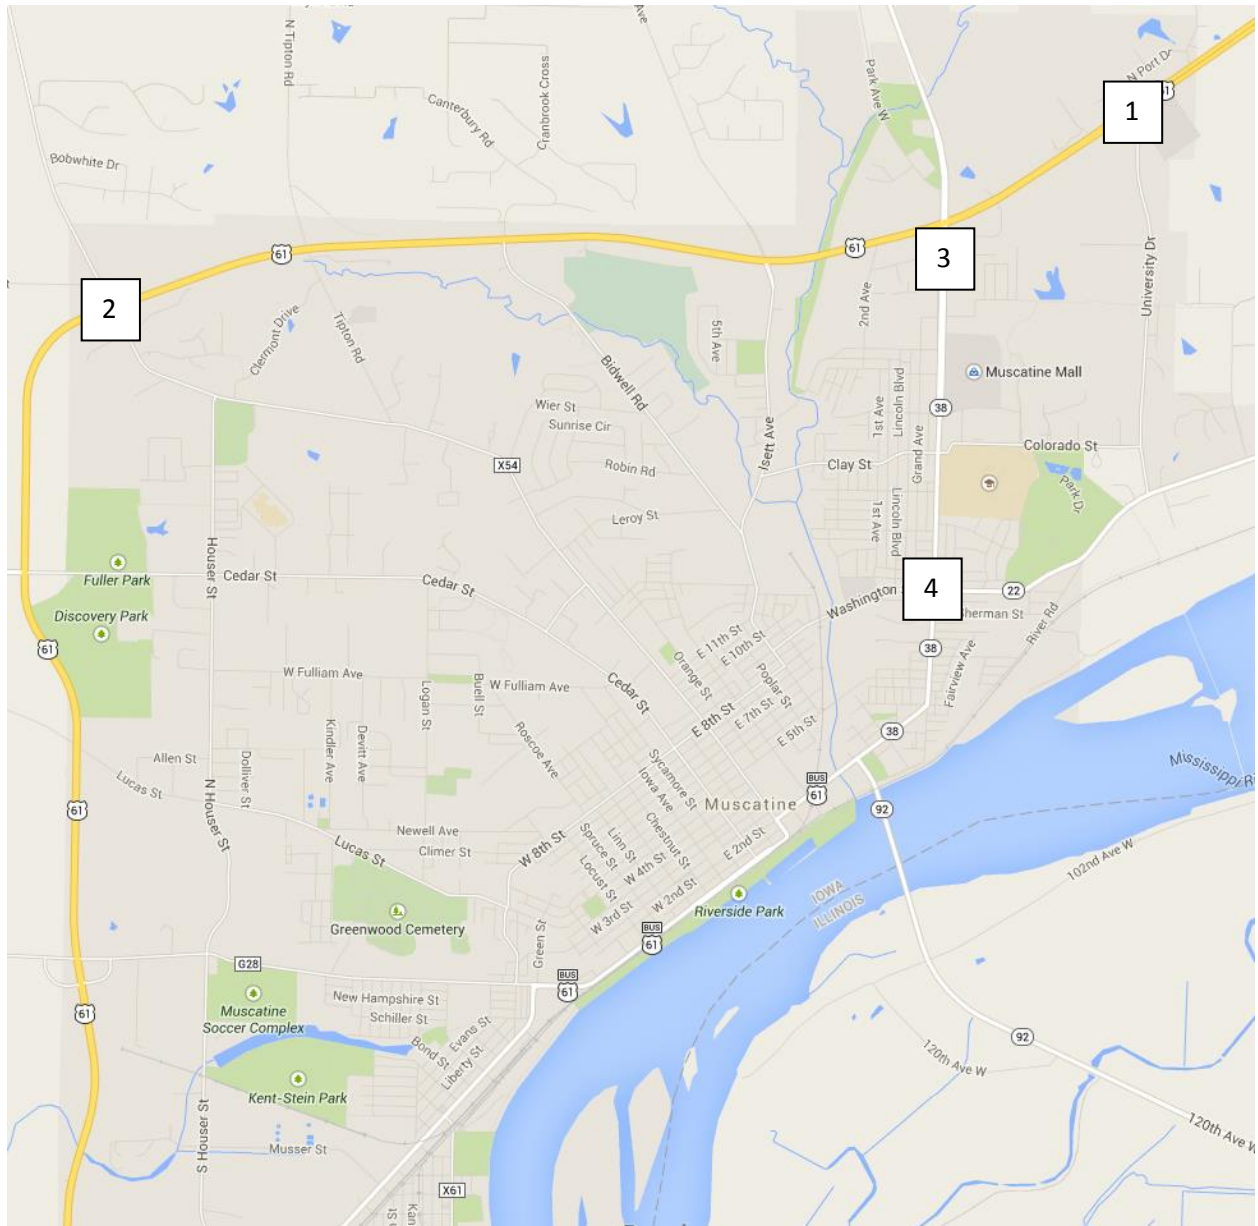 N Tipton Rd
Ave
Park Ave W
N Port Dr
61
1
Canterbury Rd
Cranbrook Cross
Bobwhite Dr
61
61
3
University Dr
2
Clermont Drive
Tipton Rd
2nd Ave
5th Ave
Bidwell Rd
Muscatine Mall
Wier St
Sunrise Cir
Isett Ave
1st Ave
Lincoln Blvd
Grand Ave
38
Colorado St
X54
Robin Rd
Clay St
Park Dr
Leroy St
1st Ave
Lincoln Blvd
Houser St
Fuller Park
Cedar St
Cedar St
Washington
4
22
Discovery Park
Sherman St
River Rd
61
E 11th St
E 10th St
38
Fairview Ave
W Fulliam Ave
W Fulliam Ave
Logan St
Buell St
Cedar St
Orange St
Poplar St
E 8th St
E 7th St
E 5th St
Kindler Ave
Devitt Ave
Roscoe Ave
38
Allen St
Dolliver St
Sycamore St
Iowa Ave
Mississippi Ri
Lucas St
N Houser St
BUS
61
Muscatine
61
92
Newell Ave
Climer St
Lucas St
W 8th St
Spruce St
Linn St
Chestnut St
E 2nd St
Locust St
W 4th St
W 2nd St
W 3rd St
102nd Ave W
IOWA
ILLINOIS
Riverside Park
Greenwood Cemetery
Green St
BUS
61
G28
BUS
61
New Hampshire St
Schiller St
Muscatine
Soccer Complex
61
Evans St
Bond St
Liberty St
92
120th Ave W
Kent-Stein Park
S Houser St
Musser St
120th Ave W
X61
Kan
St